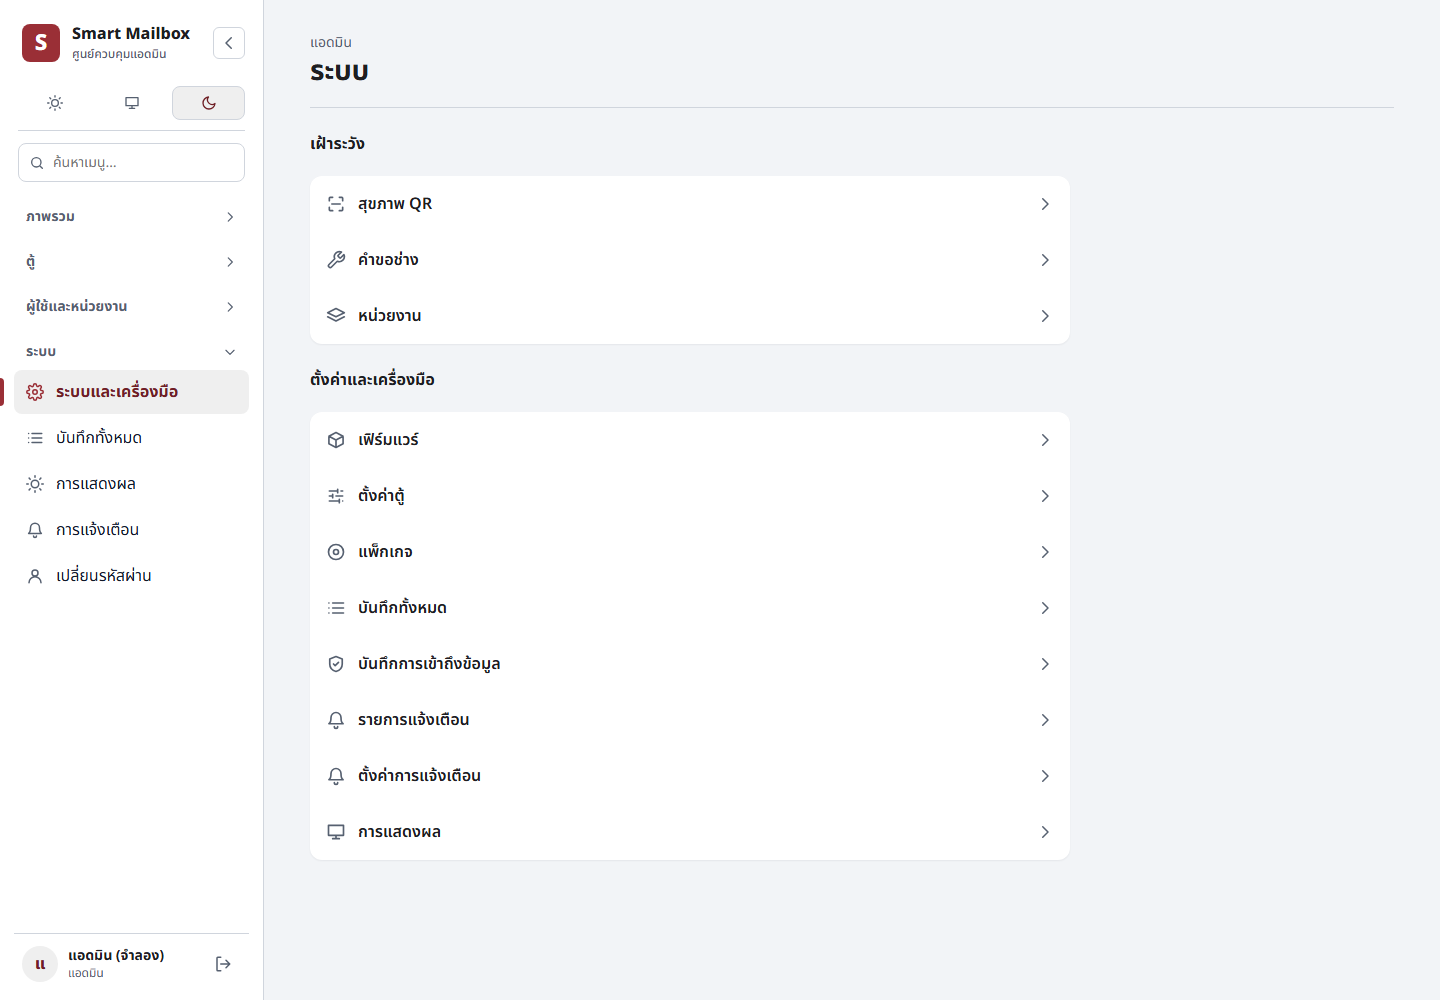 S
Smart Mailbox
ศูนย์ควบคุมแอดมิน
ค้นหาเมนู...
ภาพรวม
ตู้
ผู้ใช้และหน่วยงาน
ระบบ
ระบบและเครื่องมือ
บันทึกทั้งหมด
การแสดงผล
การแจ้งเตือน
เปลี่ยนรหัสผ่าน
แ
แอดมิน (จำลอง)
แอดมิน
แอดมิน
ระบบ
เฝ้าระวัง
สุขภาพ QR
คำขอช่าง
หน่วยงาน
ตั้งค่าและเครื่องมือ
เฟิร์มแวร์
ตั้งค่าตู้
แพ็กเกจ
บันทึกทั้งหมด
บันทึกการเข้าถึงข้อมูล
รายการแจ้งเตือน
ตั้งค่าการแจ้งเตือน
การแสดงผล